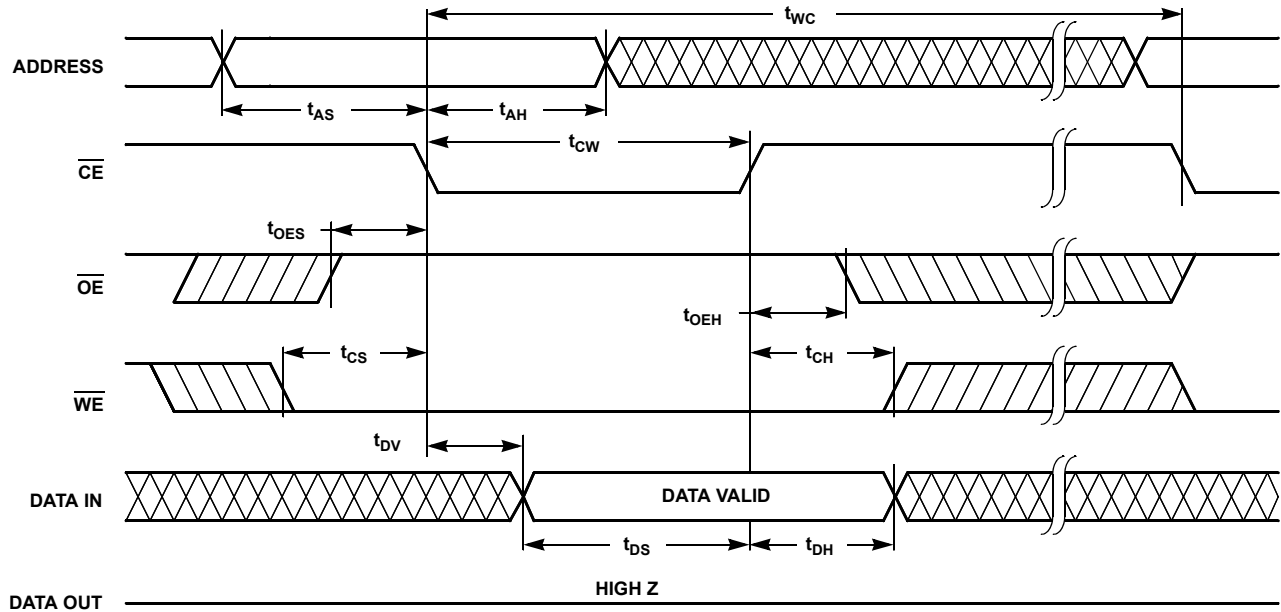 tWC
ADDRESS
tAS
tAH
tCW
CE
tOES
OE
tOEH
tCS
tCH
WE
tDV
DATA IN
DATA VALID
tDS
tDH
HIGH Z
DATA OUT